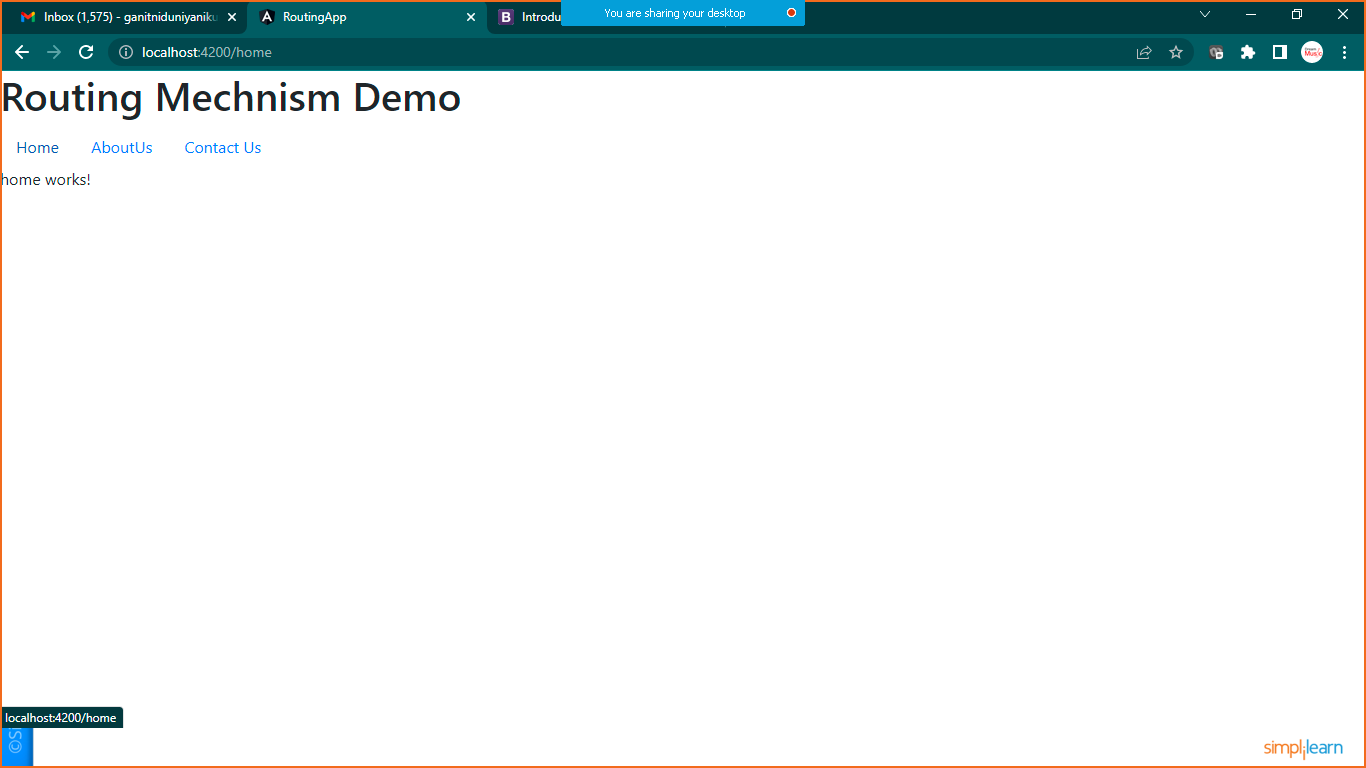 Inbox (1,575) - ganitniduniyaniku
RoutingApp
Introdu
You are sharing your desktop
localhost:4200/home
Routing Mechnism Demo
Home AboutUs Contact Us
home works!
localhost:4200/home
©Si
simplilearn